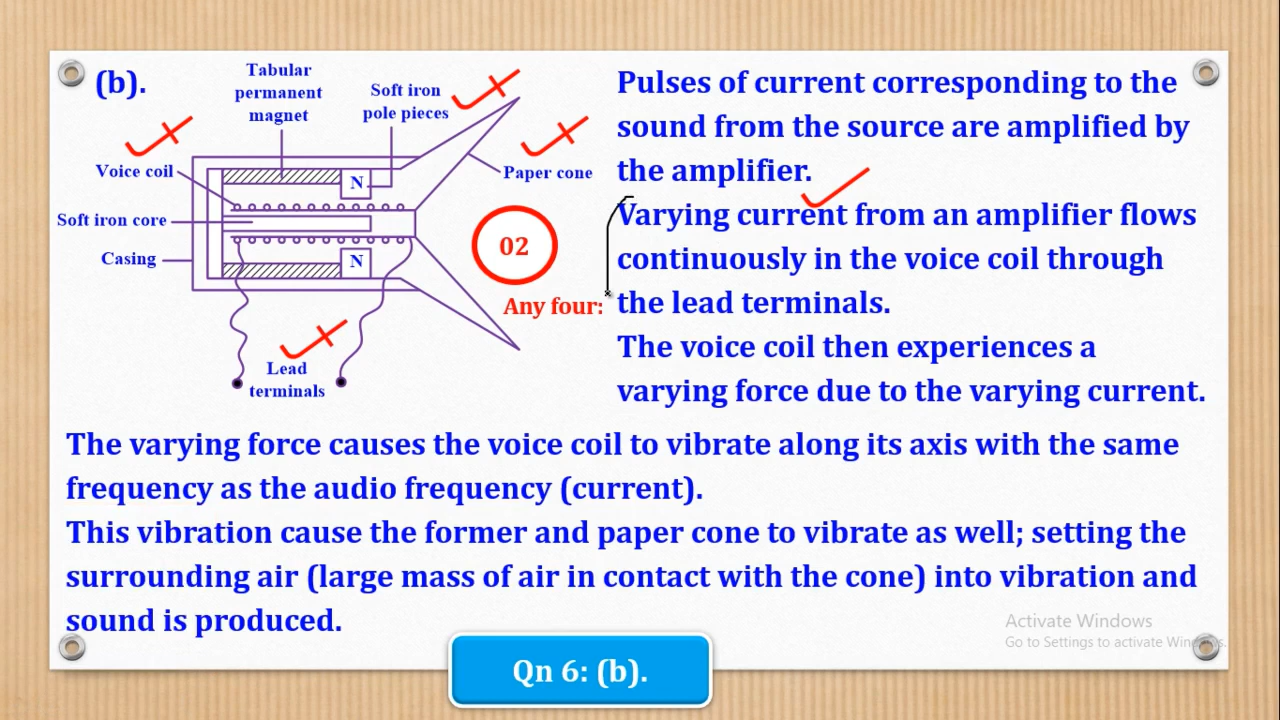 (b).
Tabular
permanent
magnet
Soft iron
pole pieces
Voice coil
Paper cone
N
Soft iron core
Casing
N
02
Any four:
Lead
terminals
Pulses of current corresponding to the
sound from the source are amplified by
the amplifier.
Varying current from an amplifier flows
continuously in the voice coil through
the lead terminals.
The voice coil then experiences a
varying force due to the varying current.
The varying force causes the voice coil to vibrate along its axis with the same
frequency as the audio frequency (current).
This vibration cause the former and paper cone to vibrate as well; setting the
surrounding air (large mass of air in contact with the cone) into vibration and
sound is produced.
Activate Windows
Go to Settings to activate Windows.
Qn 6: (b).